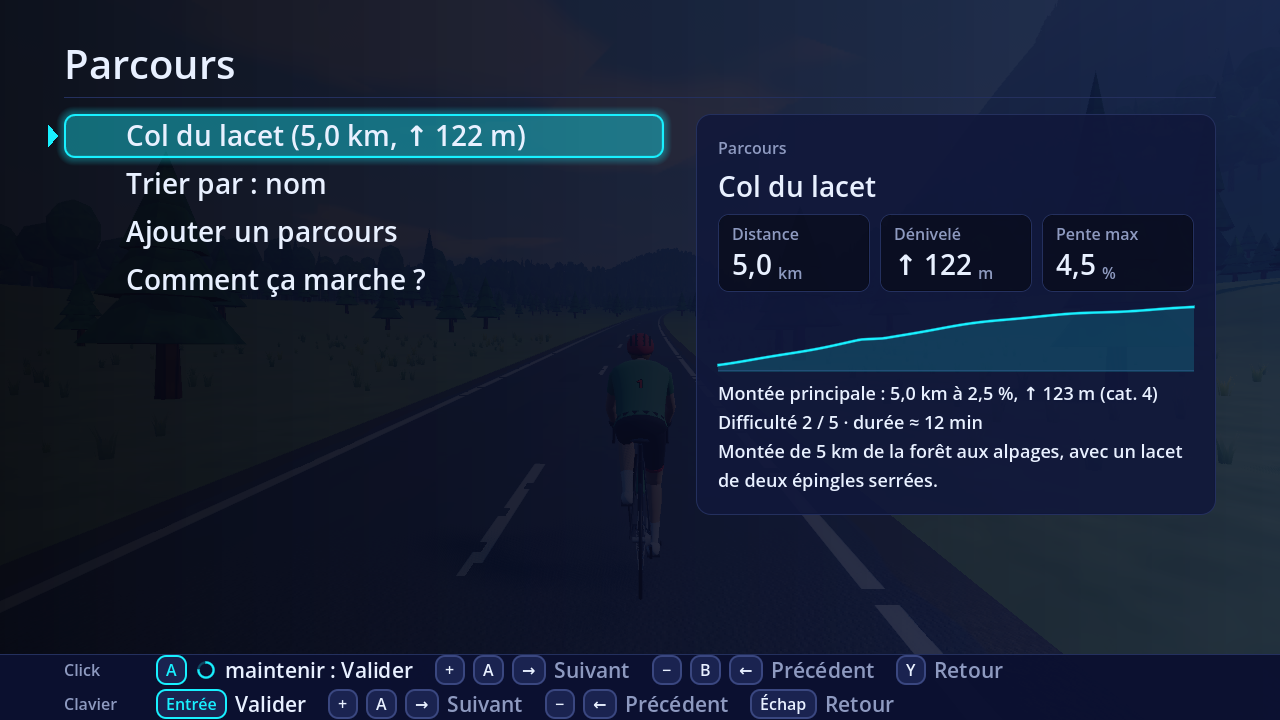 Parcours
Col du lacet (5,0 km, ↑ 122 m)
Trier par : nom
Ajouter un parcours
Comment ça marche ?
Parcours
Col du lacet
Distance
5,0 km
Dénivelé
↑ 122 m
Pente max
4,5 %
Montée principale : 5,0 km à 2,5 %, ↑ 123 m (cat. 4)
Difficulté 2 / 5 · durée ≈ 12 min
Montée de 5 km de la forêt aux alpages, avec un lacet
de deux épingles serrées.
Click A maintenir : Valider + A → Suivant − B ← Précédent Y Retour
Clavier Entrée Valider + A → Suivant − ← Précédent Échap Retour